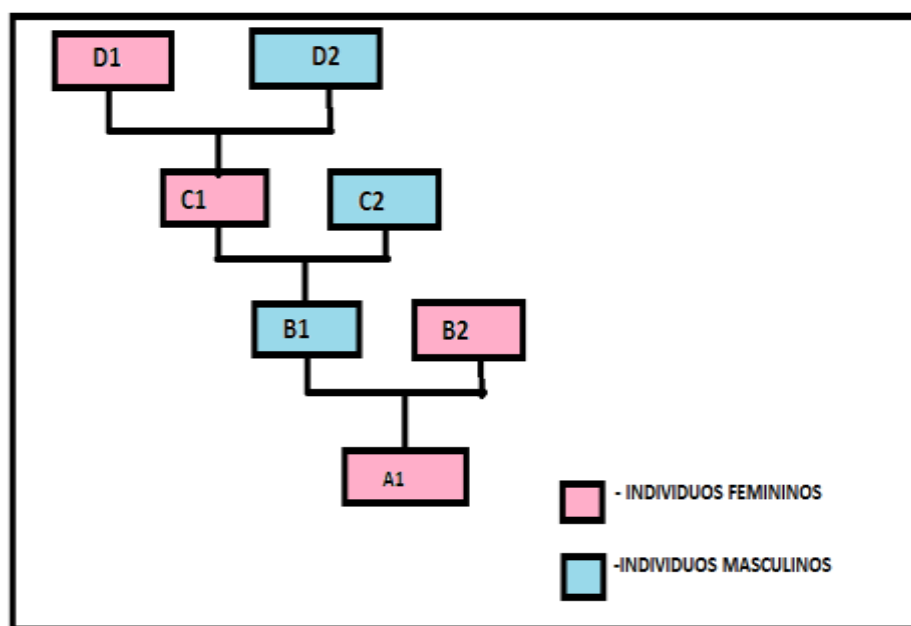 D1
D2
C1
C2
B1
B2
A1
- INDIVIDUOS FEMININOS
-INDIVIDUOS MASCULINOS